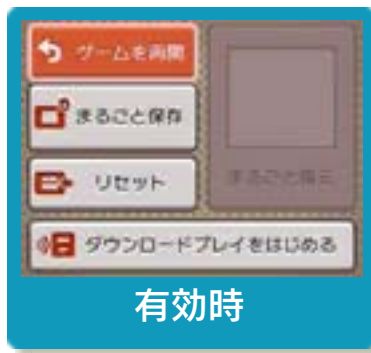 ゲームを再開
まるごと保存
まるごと復元
リセット
ダウンロードプレイをはじめる
有効時